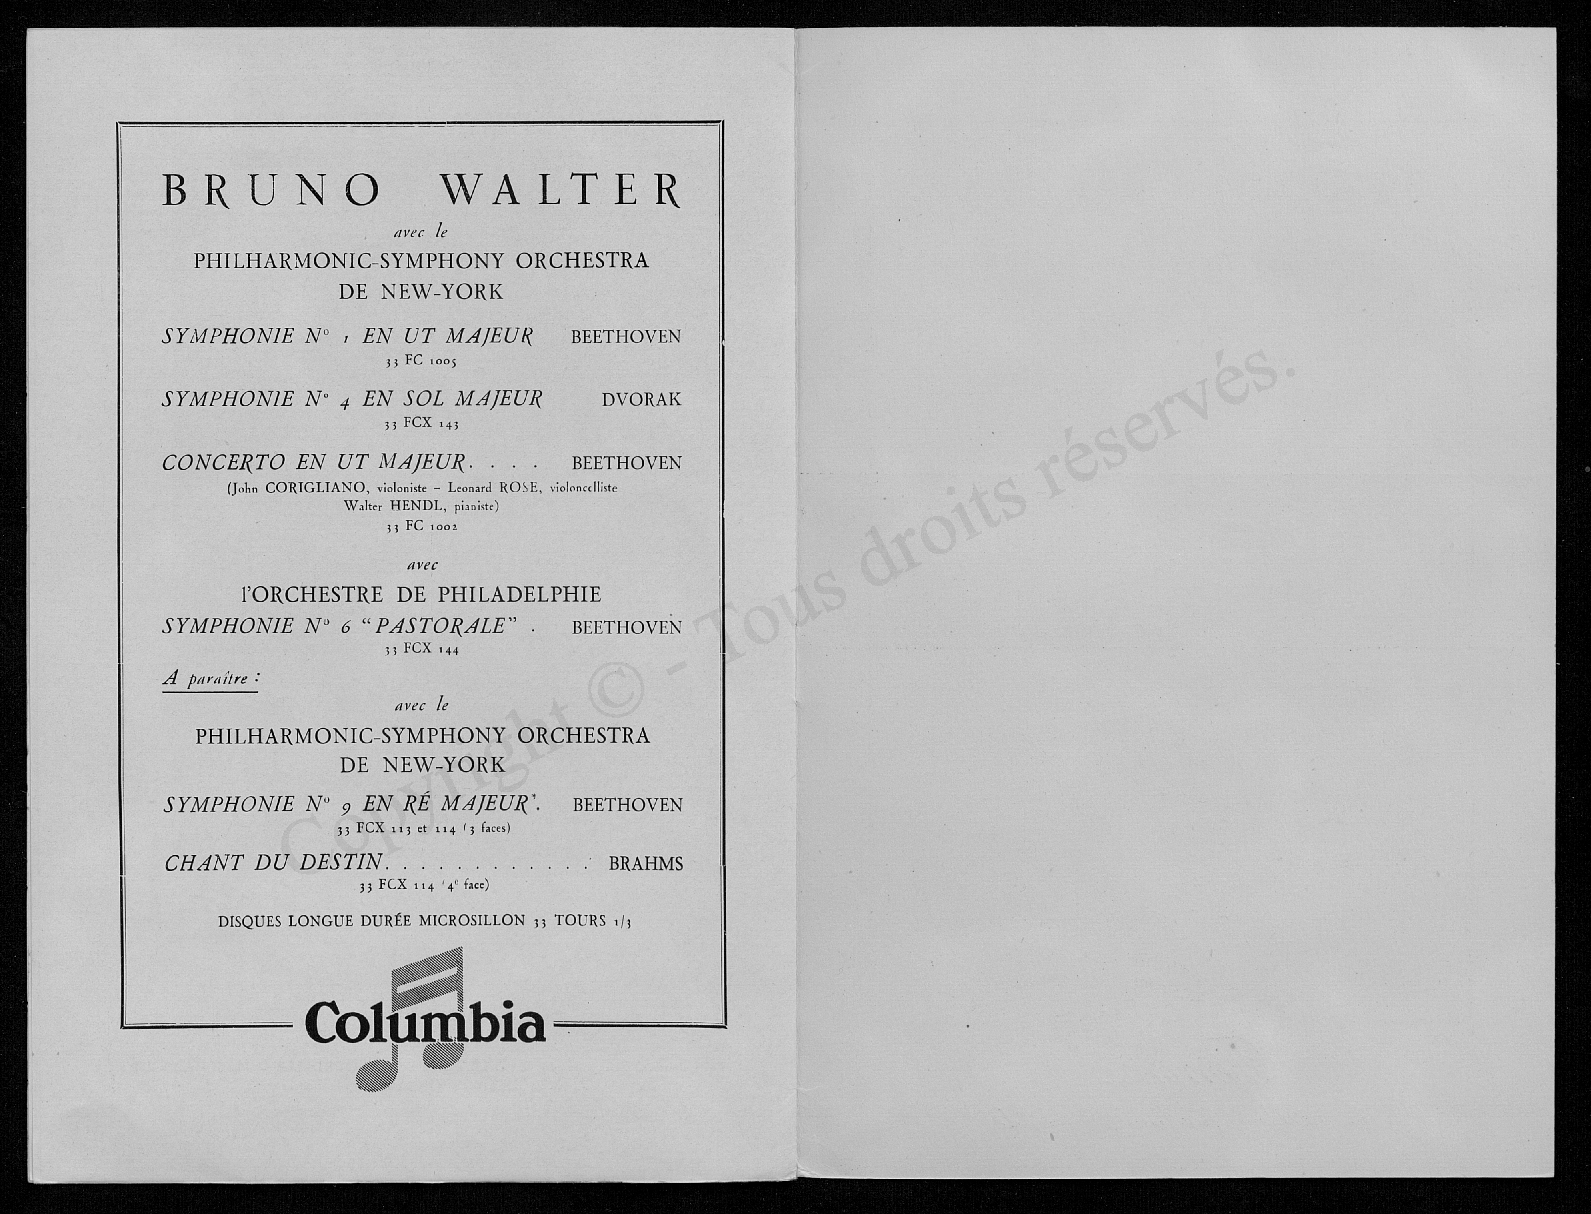 BRUNO WALTER
avec le
PHILHARMONIC-SYMPHONY ORCHESTRA
DE NEW-YORK
SYMPHONIE Nº 1 EN UT MAJEUR BEETHOVEN
33 FC 1005
SYMPHONIE Nº 4 EN SOL MAJEUR DVORAK
33 FCX 143
CONCERTO EN UT MAJEUR. . . . BEETHOVEN
(John CORIGLIANO, violoniste – Leonard ROSE, violoncelliste
Walter HENDL, pianiste)
33 FC 1002
avec
l'ORCHESTRE DE PHILADELPHIE
SYMPHONIE Nº 6 “PASTORALE” . BEETHOVEN
33 FCX 144
A paraître :
avec le
PHILHARMONIC-SYMPHONY ORCHESTRA
DE NEW-YORK
SYMPHONIE Nº 9 EN RÉ MAJEUR . BEETHOVEN
33 FCX 113 et 114 (3 faces)
CHANT DU DESTIN. . . . . . . . . . . . BRAHMS
33 FCX 114 (4e face)
DISQUES LONGUE DURÉE MICROSILLON 33 TOURS 1/3
Columbia
Copyright © - Tous droits réservés.